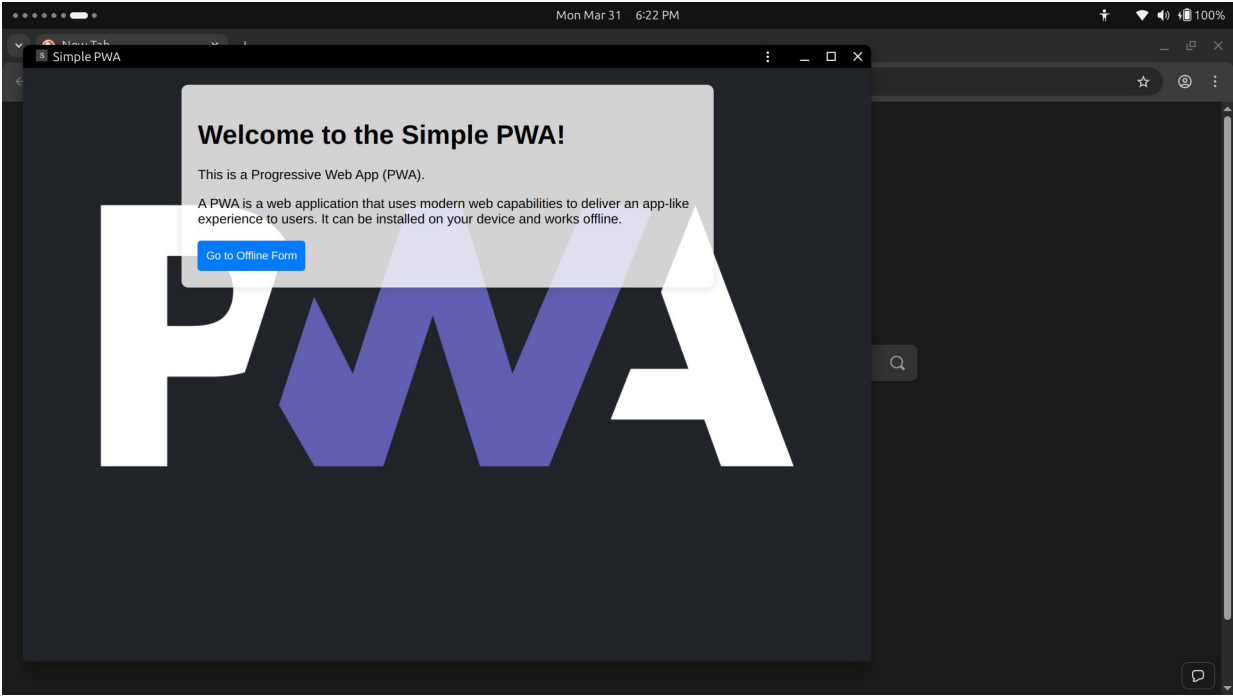 Mon Mar 31 6:22 PM
100%
New Tab
S Simple PWA
Welcome to the Simple PWA!
This is a Progressive Web App (PWA).
A PWA is a web application that uses modern web capabilities to deliver an app-like
experience to users. It can be installed on your device and works offline.
Go to Offline Form
PWA